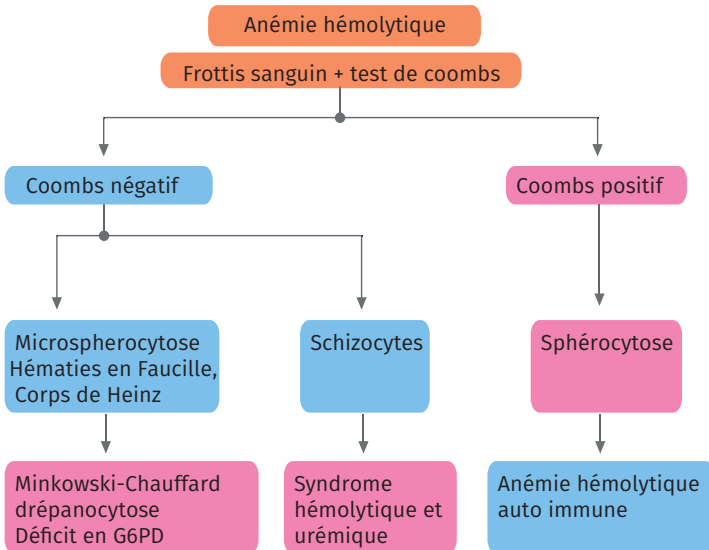 Anémie hémolytique
Frottis sanguin + test de coombs
Coombs négatif
Coombs positif
Microspherocytose
Hématies en Faucille,
Corps de Heinz
Schizocytes
Sphérocytose
Minkowski-Chauffard
drépanocytose
Déficit en G6PD
Syndrome
hémolytique et
urémique
Anémie hémolytique
auto immune